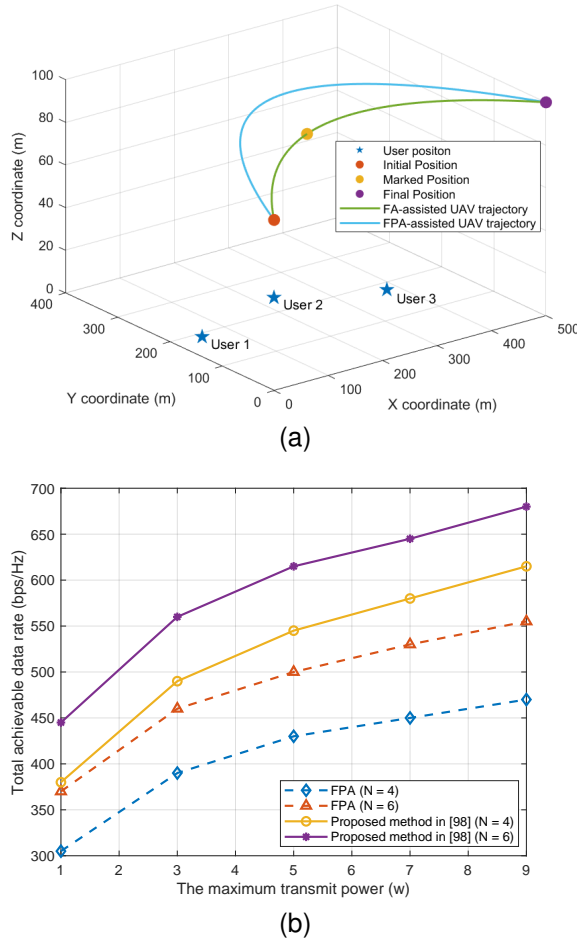 100
80
60
40
20
0
Z coordinate (m)
400
300
200
100
0
Y coordinate (m)
0
100
200
300
400
500
X coordinate (m)
User positon
Initial Position
Marked Position
Final Position
FA-assisted UAV trajectory
FPA-assisted UAV trajectory
User 1
User 2
User 3
(a)
700
650
600
550
500
450
400
350
300
Total achievable data rate (bps/Hz)
FPA (N = 4)
FPA (N = 6)
Proposed method in [98] (N = 4)
Proposed method in [98] (N = 6)
1 2 3 4 5 6 7 8 9
The maximum transmit power (w)
(b)